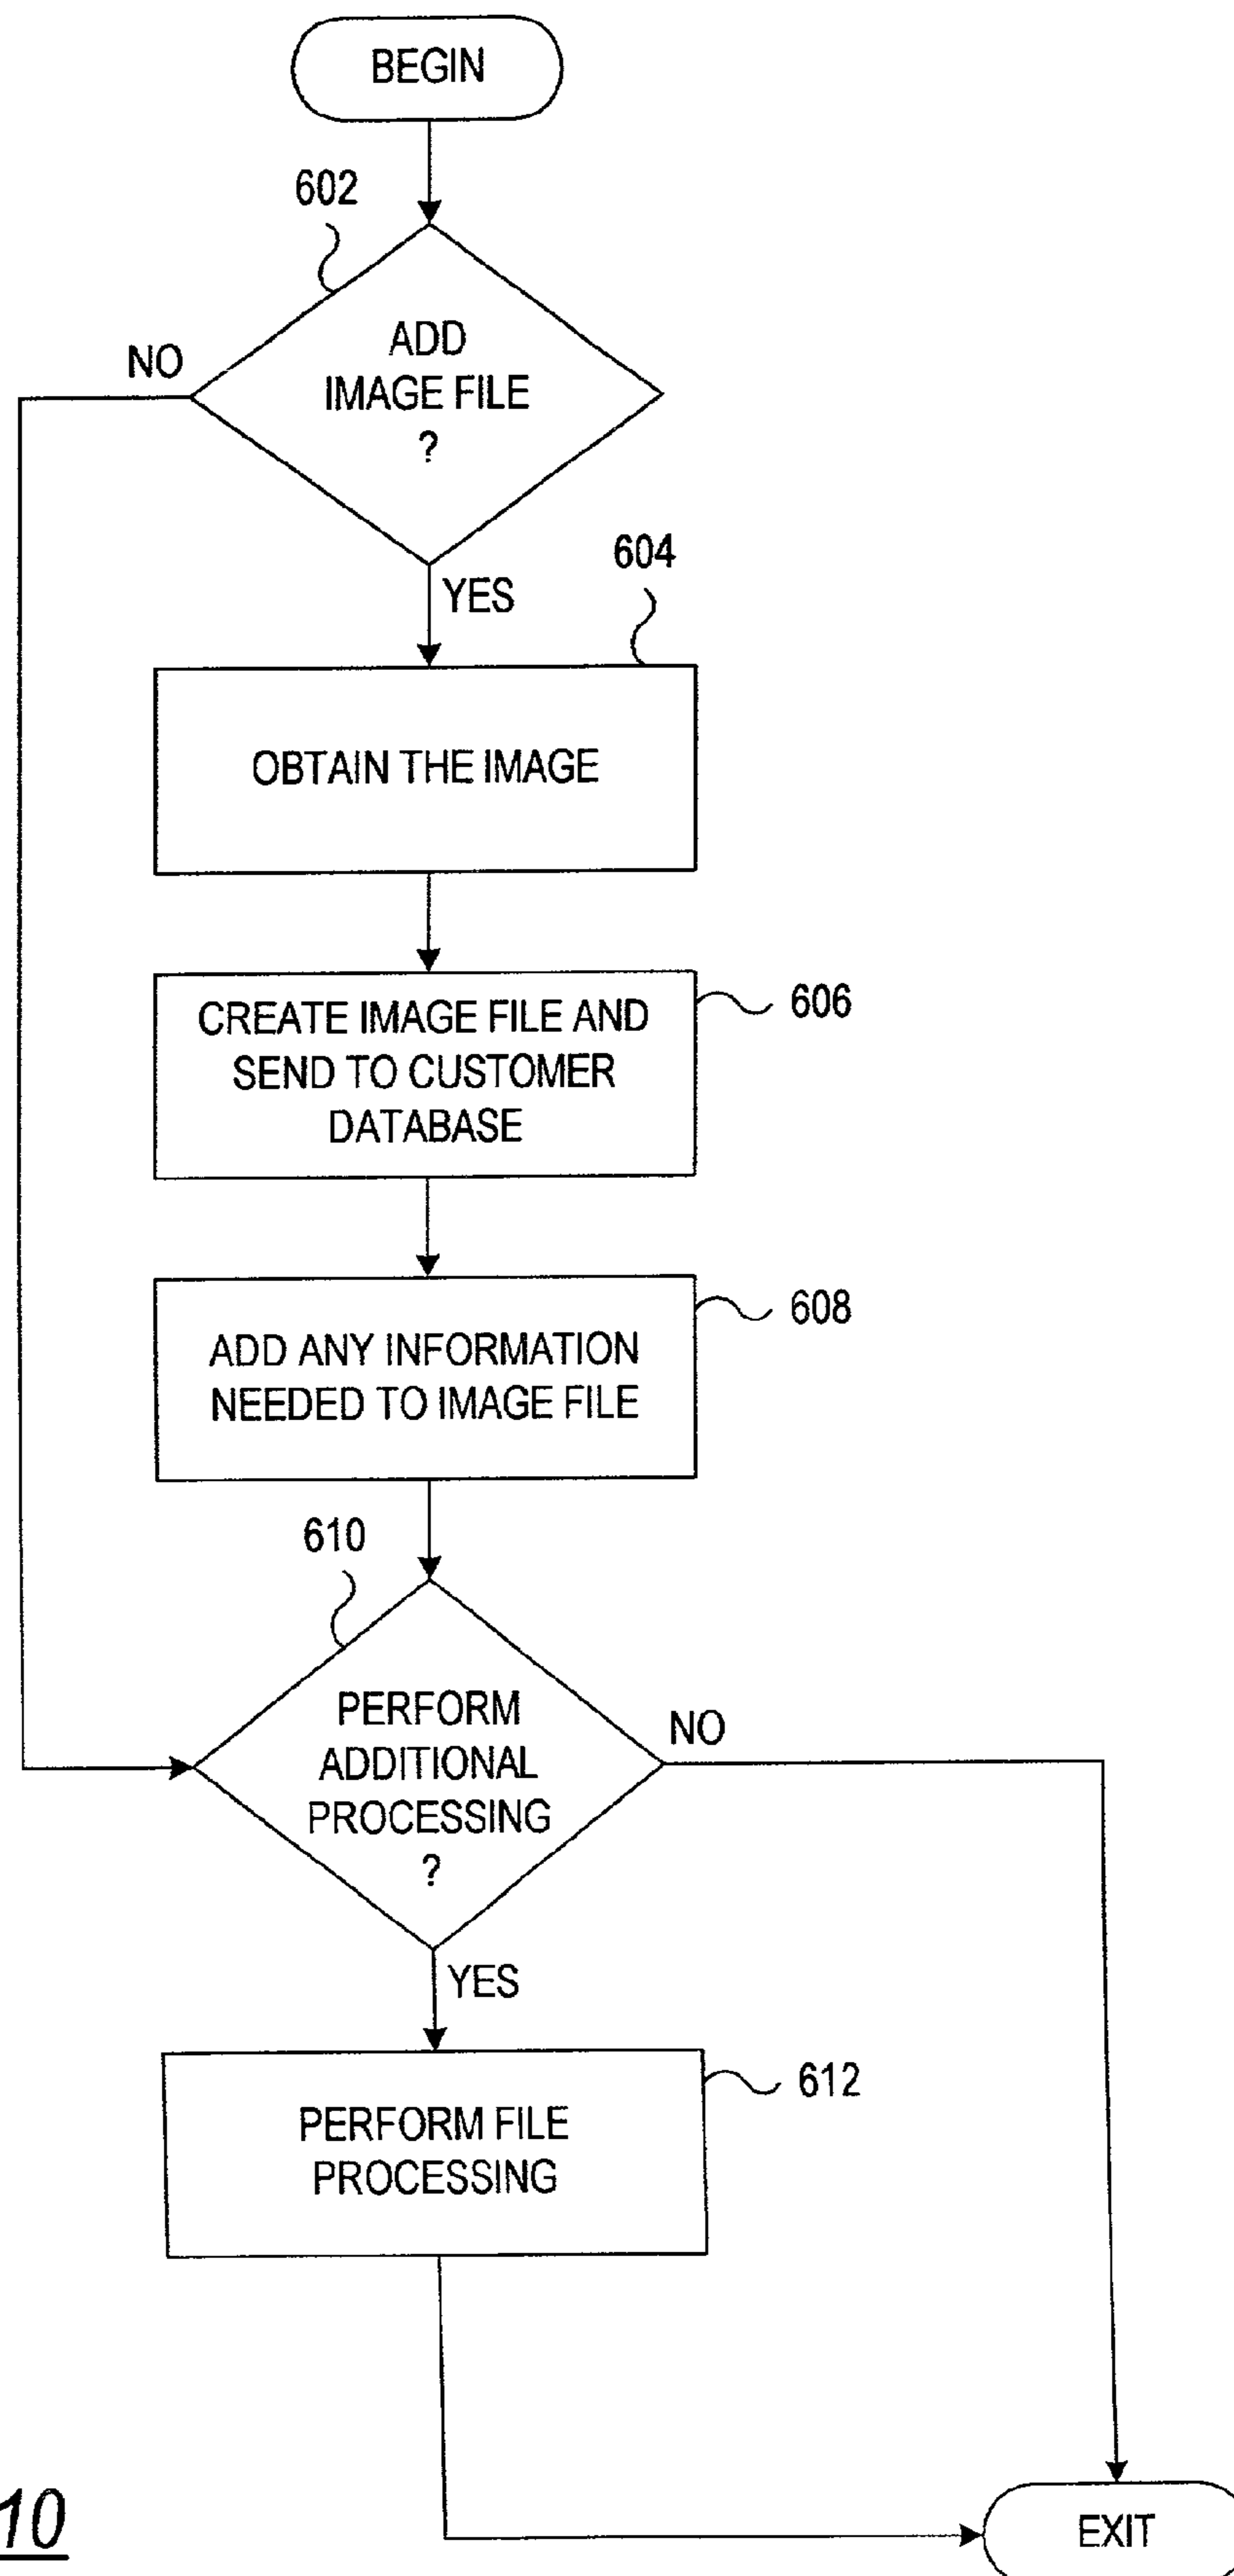 BEGIN
602
ADD
IMAGE FILE
?
NO
YES
604
OBTAIN THE IMAGE
CREATE IMAGE FILE AND
SEND TO CUSTOMER
DATABASE
606
ADD ANY INFORMATION
NEEDED TO IMAGE FILE
608
610
PERFORM
ADDITIONAL
PROCESSING
?
NO
YES
PERFORM FILE
PROCESSING
612
EXIT
10